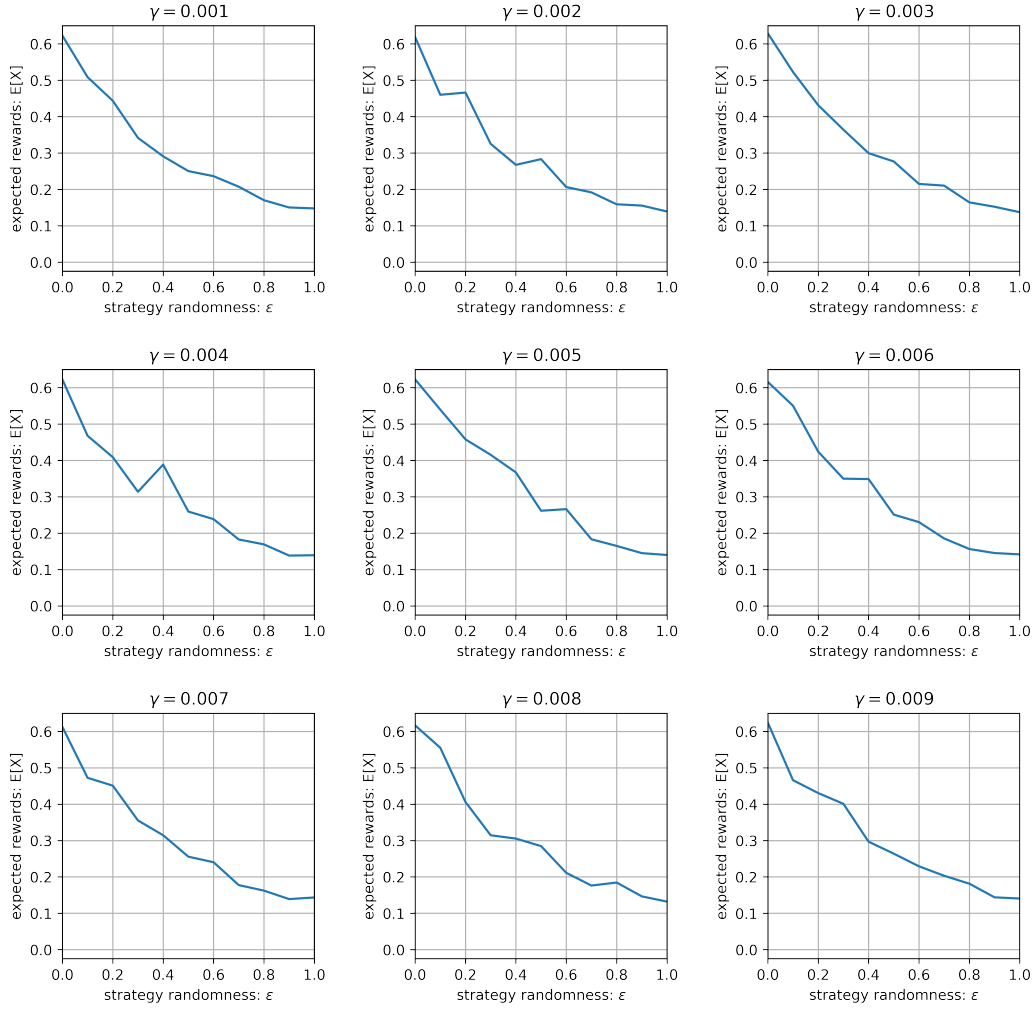 γ = 0.001
expected rewards: E[X]
0.6
0.5
0.4
0.3
0.2
0.1
0.0
0.0 0.2 0.4 0.6 0.8 1.0
strategy randomness: ε
γ = 0.002
expected rewards: E[X]
0.6
0.5
0.4
0.3
0.2
0.1
0.0
0.0 0.2 0.4 0.6 0.8 1.0
strategy randomness: ε
γ = 0.003
expected rewards: E[X]
0.6
0.5
0.4
0.3
0.2
0.1
0.0
0.0 0.2 0.4 0.6 0.8 1.0
strategy randomness: ε
γ = 0.004
expected rewards: E[X]
0.6
0.5
0.4
0.3
0.2
0.1
0.0
0.0 0.2 0.4 0.6 0.8 1.0
strategy randomness: ε
γ = 0.005
expected rewards: E[X]
0.6
0.5
0.4
0.3
0.2
0.1
0.0
0.0 0.2 0.4 0.6 0.8 1.0
strategy randomness: ε
γ = 0.006
expected rewards: E[X]
0.6
0.5
0.4
0.3
0.2
0.1
0.0
0.0 0.2 0.4 0.6 0.8 1.0
strategy randomness: ε
γ = 0.007
expected rewards: E[X]
0.6
0.5
0.4
0.3
0.2
0.1
0.0
0.0 0.2 0.4 0.6 0.8 1.0
strategy randomness: ε
γ = 0.008
expected rewards: E[X]
0.6
0.5
0.4
0.3
0.2
0.1
0.0
0.0 0.2 0.4 0.6 0.8 1.0
strategy randomness: ε
γ = 0.009
expected rewards: E[X]
0.6
0.5
0.4
0.3
0.2
0.1
0.0
0.0 0.2 0.4 0.6 0.8 1.0
strategy randomness: ε